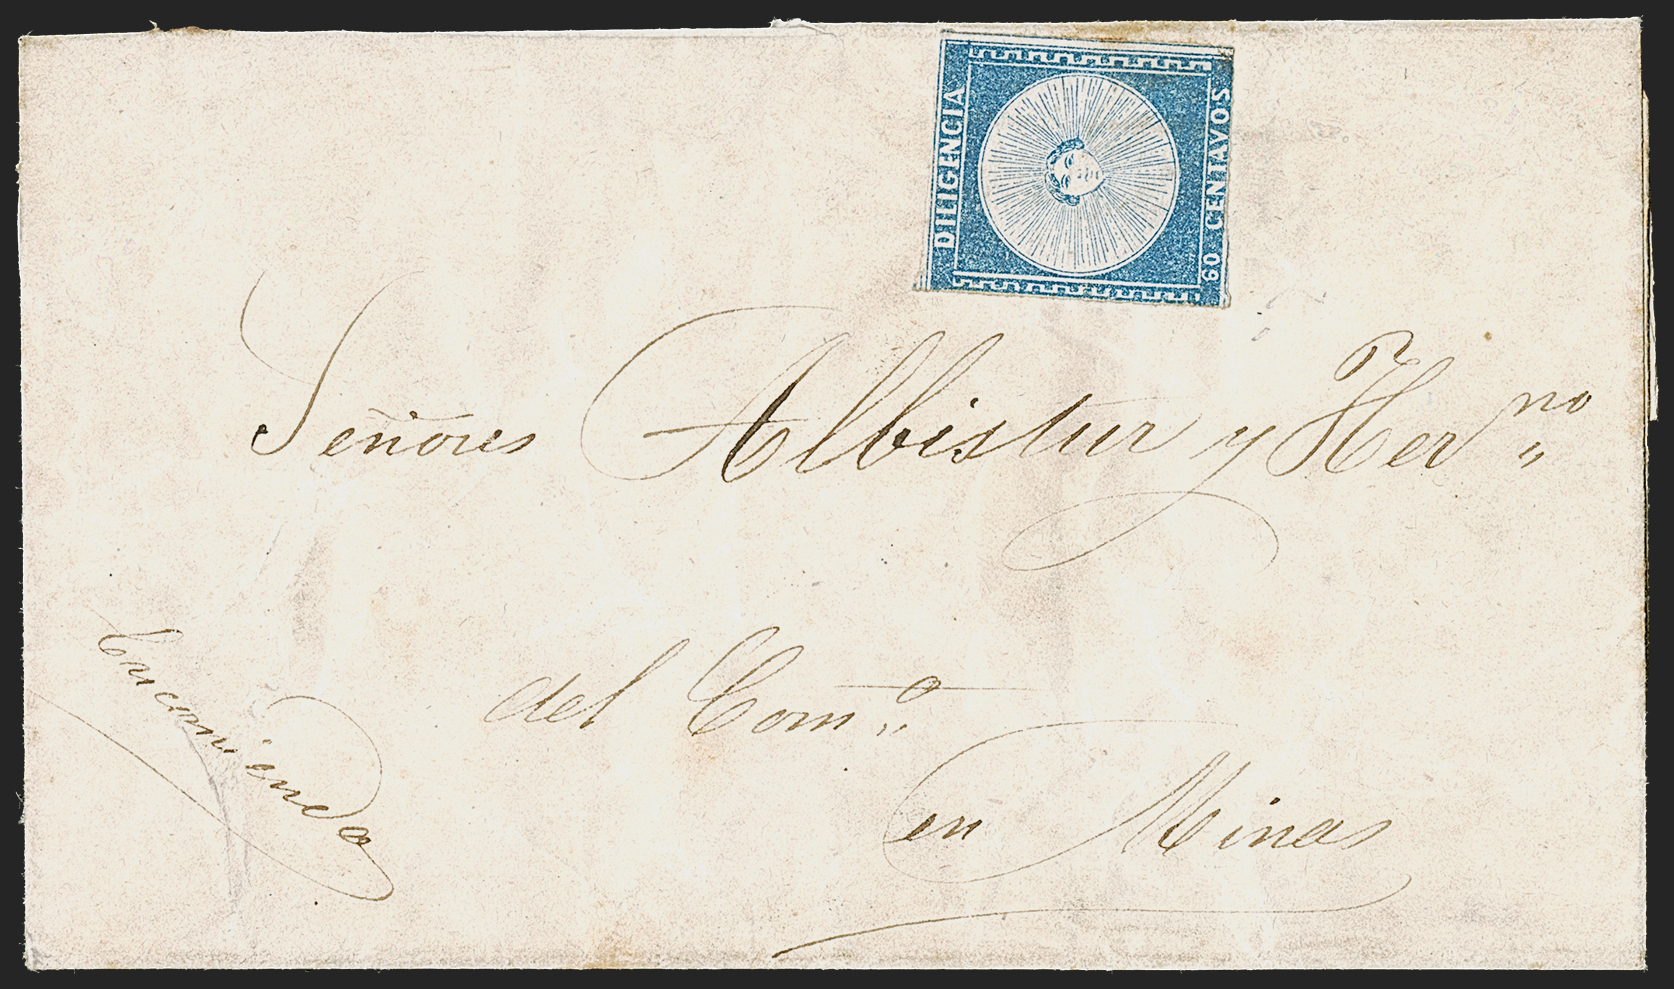 DILIGENCIA
60 CENTAVOS
Señores Albistur y Herno
del Como
en Minas
Encomienda